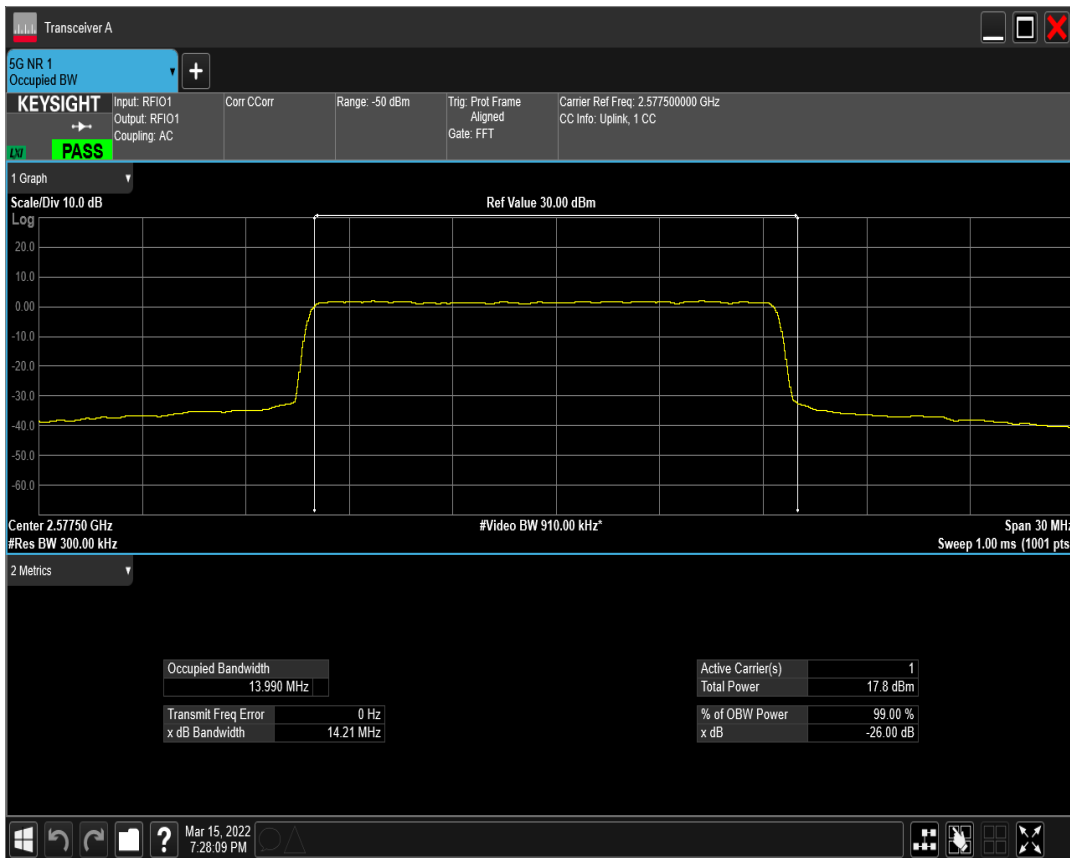 Transceiver A
5G NR 1
Occupied BW
KEYSIGHT
LXI
PASS
Input: RFIO1
Output: RFIO1
Coupling: AC
Corr CCorr
Range: -50 dBm
Trig: Prot Frame
Aligned
Gate: FFT
Carrier Ref Freq: 2.577500000 GHz
CC Info: Uplink, 1 CC
1 Graph
Scale/Div 10.0 dB
Ref Value 30.00 dBm
Log
20.0
10.0
0.00
-10.0
-20.0
-30.0
-40.0
-50.0
-60.0
Center 2.57750 GHz
#Video BW 910.00 kHz*
Span 30 MHz
#Res BW 300.00 kHz
Sweep 1.00 ms (1001 pts
2 Metrics
Occupied Bandwidth
13.990 MHz
Transmit Freq Error 0 Hz
x dB Bandwidth 14.21 MHz
Active Carrier(s) 1
Total Power 17.8 dBm
% of OBW Power 99.00 %
x dB -26.00 dB
?
Mar 15, 2022
7:28:09 PM